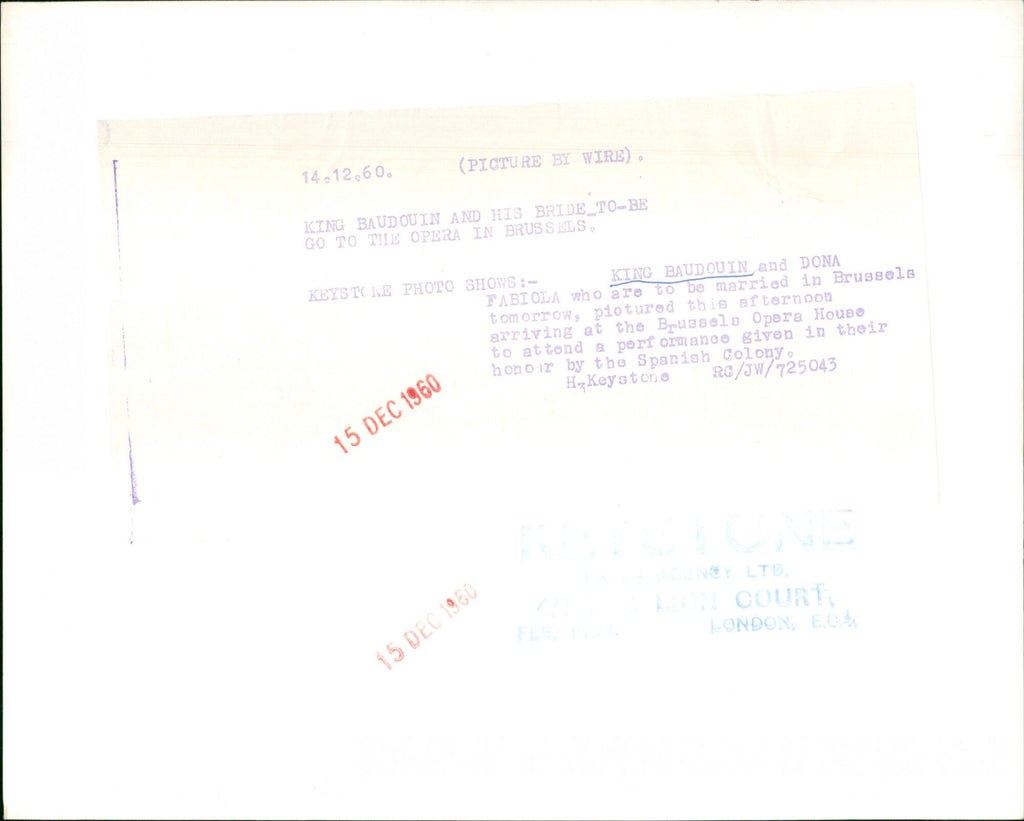 14.12.60. (PICTURE BY WIRE).
KING BAUDOUIN AND HIS BRIDE-TO-BE
GO TO THE OPERA IN BRUSSELS.
KEYSTONE PHOTO SHOWS:- KING BAUDOUIN and DONA
FABIOLA who are to be married in Brussels
tomorrow, pictured this afternoon
arriving at the Brussels Opera House
to attend a performance given in their
honour by the Spanish Colony.
H.Keystone RC/JW/725043
15 DEC 1960
KEYSTONE
AGENCY LTD.
LION COURT,
LONDON, E.C.4.
15 DEC 1960